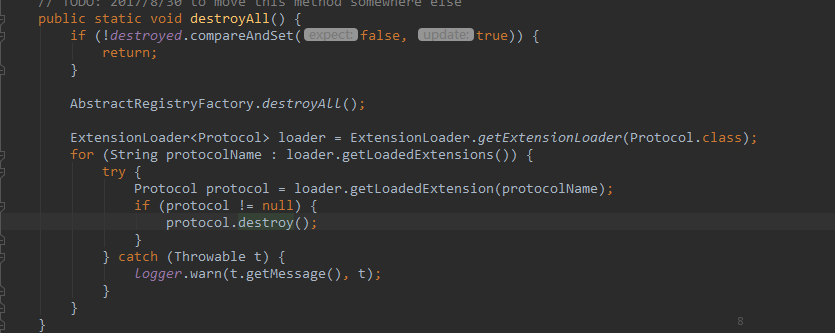 // TODO: 2017/8/30 to move this method somewhere else
public static void destroyAll() {
if (!destroyed.compareAndSet( expect: false, update: true)) {
return;
}
AbstractRegistryFactory.destroyAll();
ExtensionLoader<Protocol> loader = ExtensionLoader.getExtensionLoader(Protocol.class);
for (String protocolName : loader.getLoadedExtensions()) {
try {
Protocol protocol = loader.getLoadedExtension(protocolName);
if (protocol != null) {
protocol.destroy();
}
} catch (Throwable t) {
logger.warn(t.getMessage(), t);
}
}
}
8